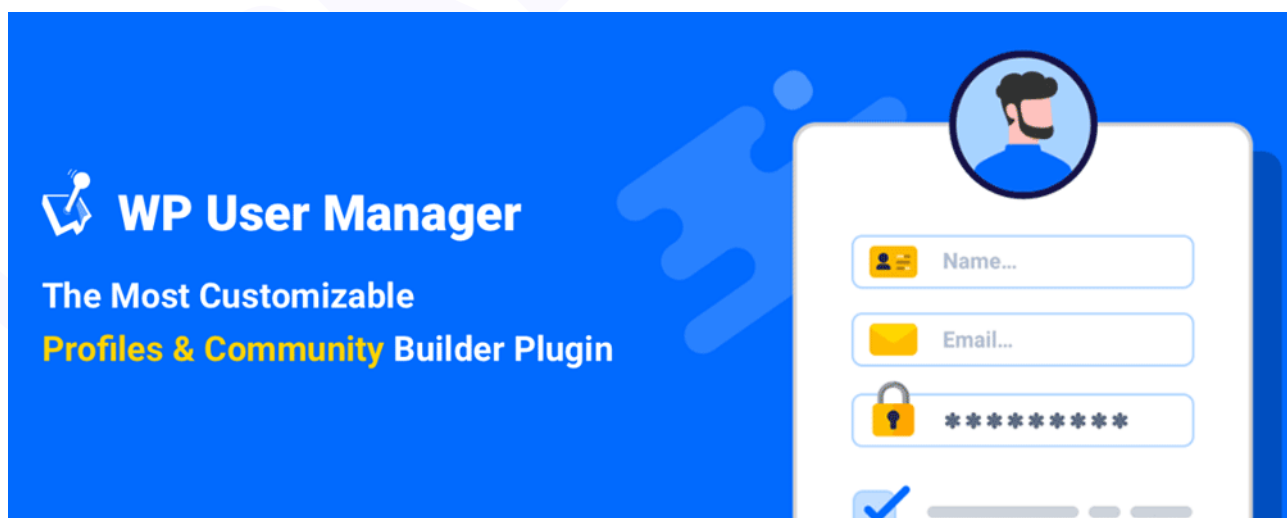 WP User Manager
The Most Customizable
Profiles & Community Builder Plugin
Name...
Email...
*********